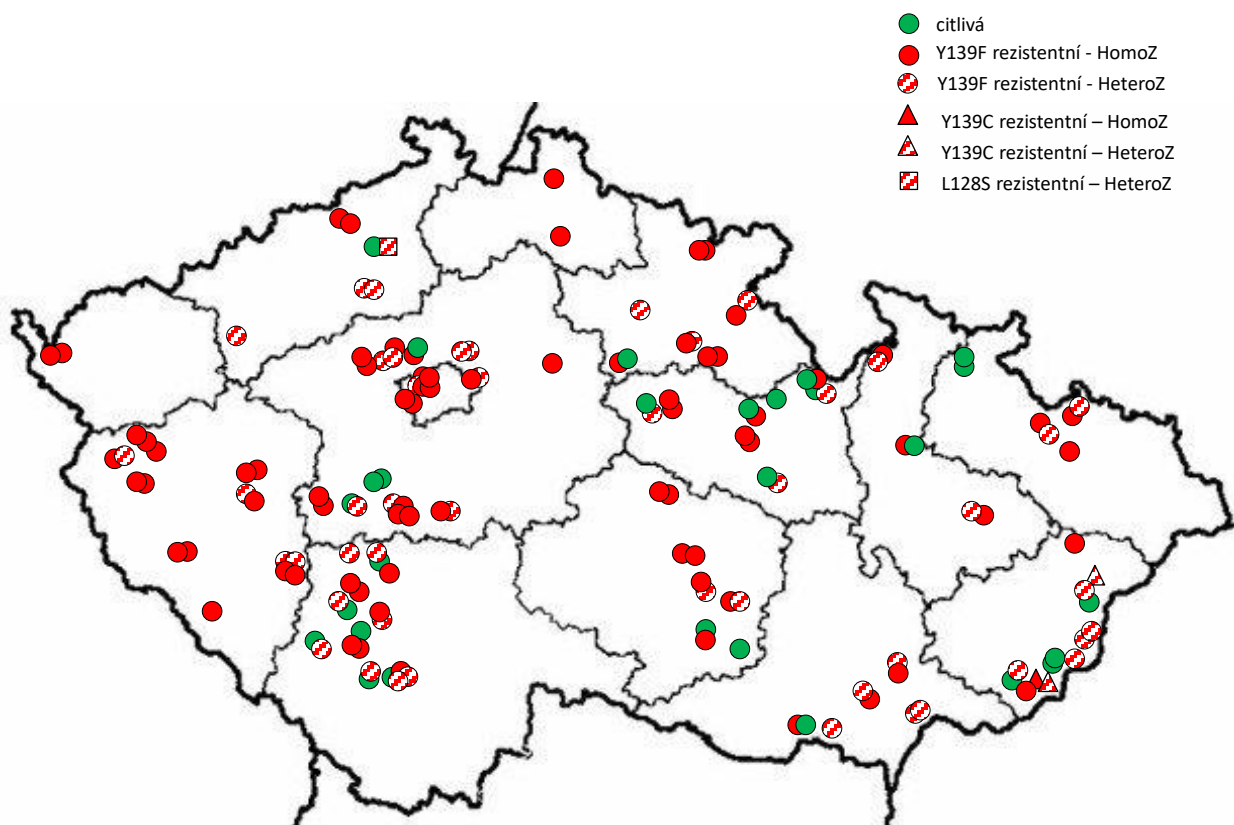 citlivá
Y139F rezistentní - HomoZ
Y139F rezistentní - HeteroZ
Y139C rezistentní – HomoZ
Y139C rezistentní – HeteroZ
L128S rezistentní – HeteroZ